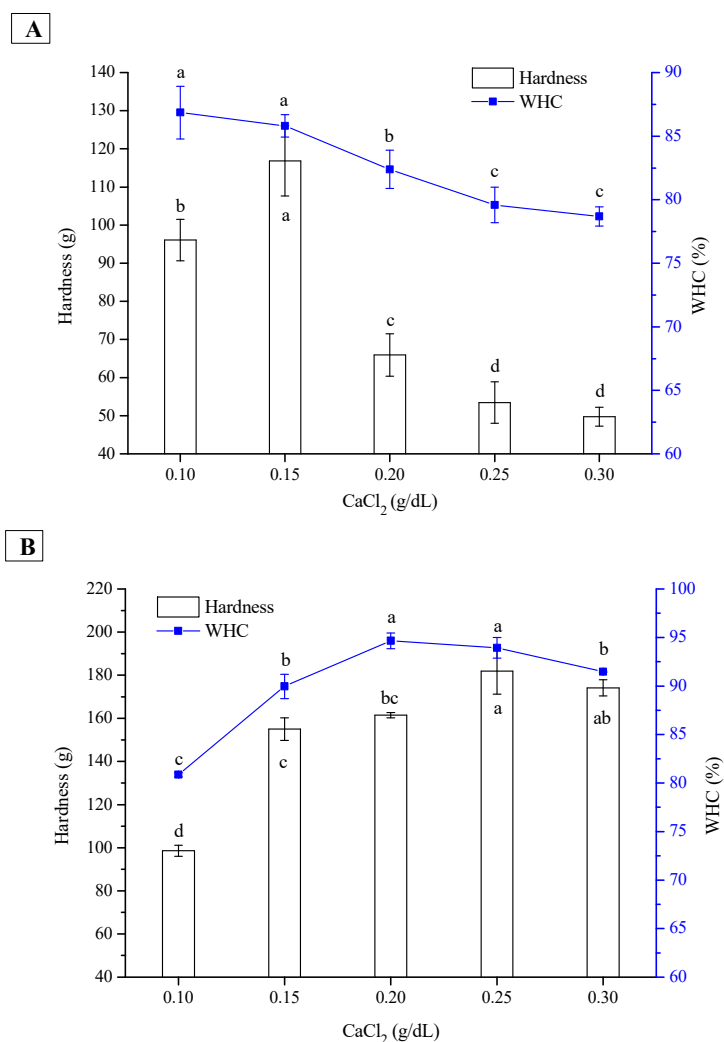 A
140
130
120
110
100
90
80
70
60
50
40
Hardness (g)
90
85
80
75
70
65
60
WHC (%)
Hardness
WHC
a
a
b
c
c
b
a
c
d
d
0.10
0.15
0.20
0.25
0.30
CaCl2 (g/dL)
B
220
200
180
160
140
120
100
80
60
40
Hardness (g)
100
95
90
85
80
75
70
65
60
WHC (%)
Hardness
WHC
c
b
a
a
b
d
c
bc
a
ab
0.10
0.15
0.20
0.25
0.30
CaCl2 (g/dL)